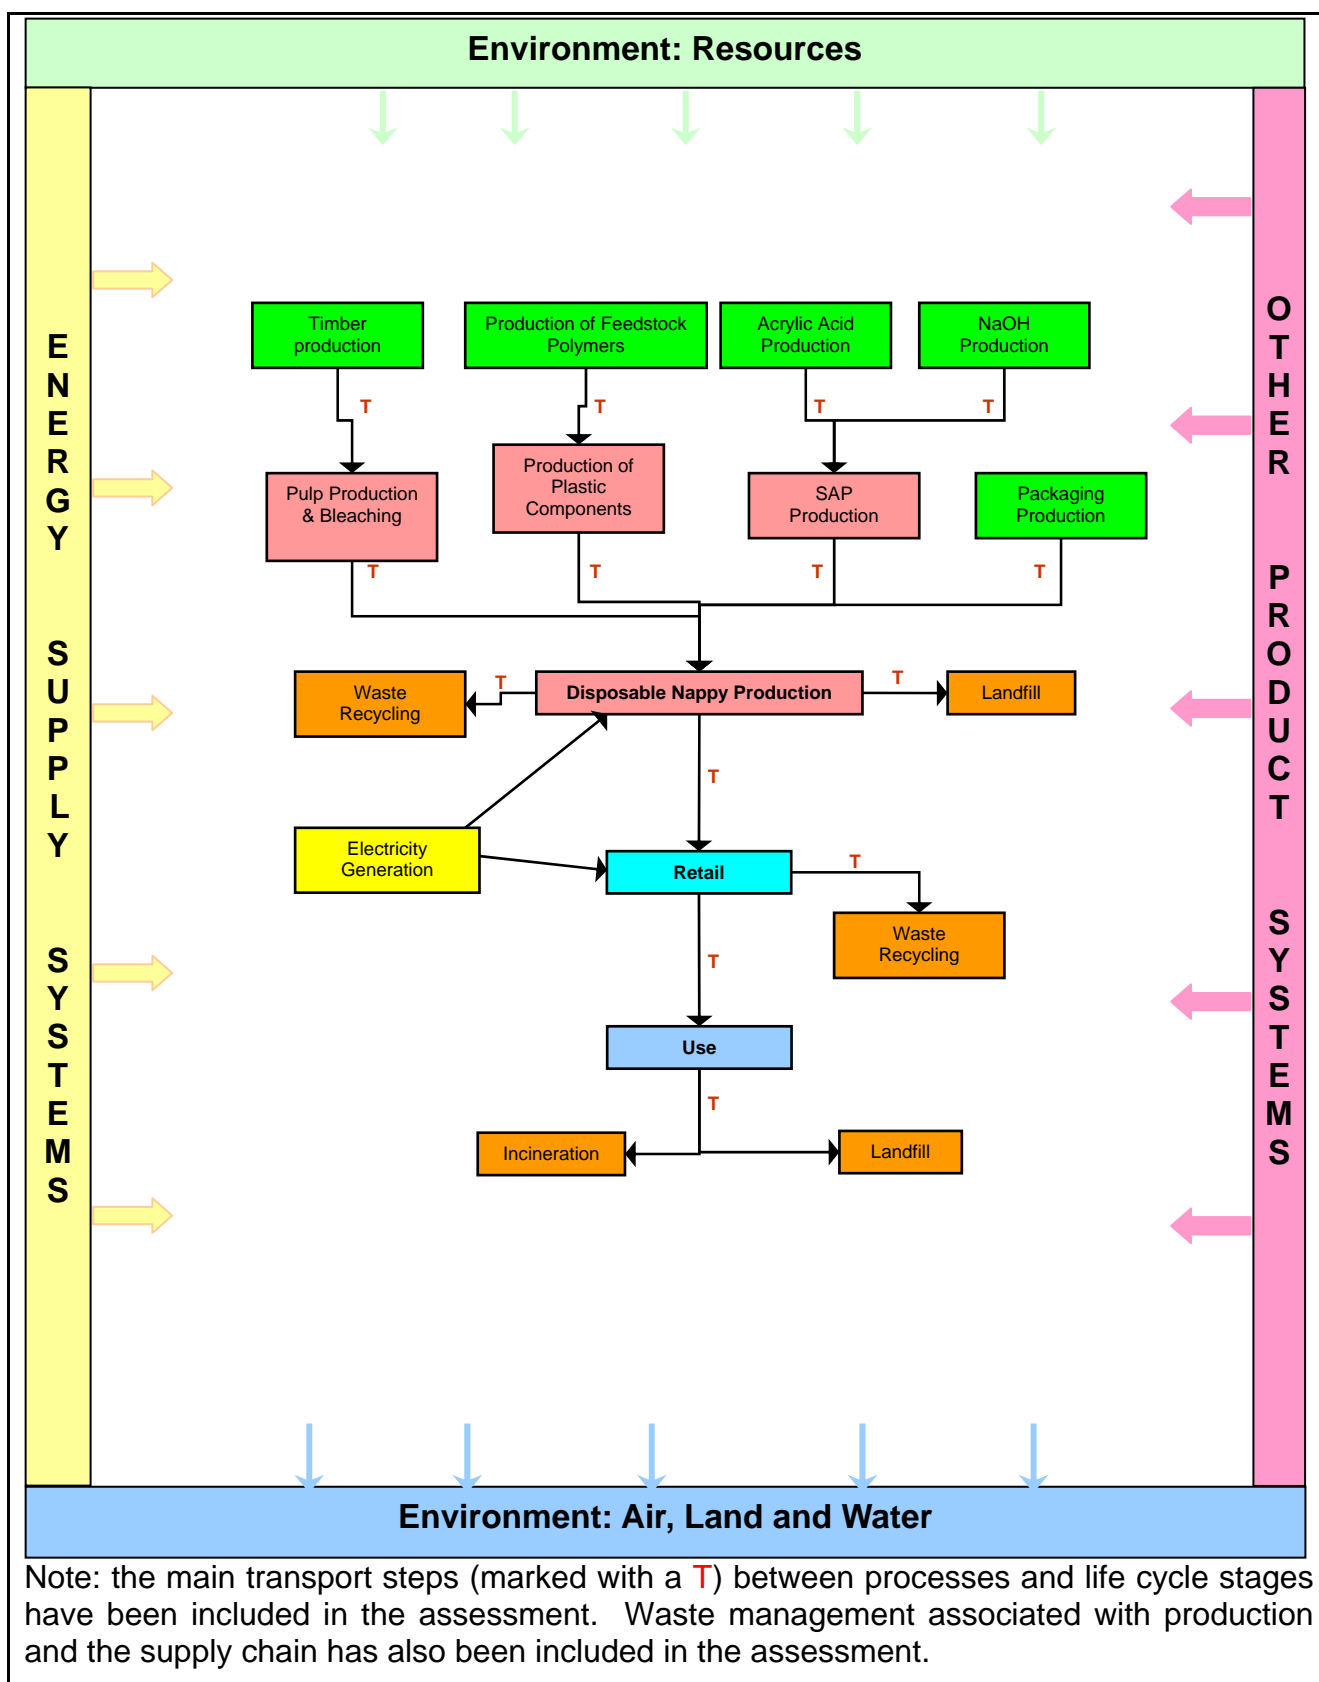 Environment: Resources
ENERGY SUPPLY SYSTEMS
OTHER PRODUCT SYSTEMS
Timber
production
Production of Feedstock
Polymers
Acrylic Acid
Production
NaOH
Production
T
T
T
T
Pulp Production
& Bleaching
Production of
Plastic
Components
SAP
Production
Packaging
Production
T
T
T
T
Waste
Recycling
T
Disposable Nappy Production
T
Landfill
T
Electricity
Generation
Retail
T
Waste
Recycling
T
Use
T
Incineration
Landfill
Environment: Air, Land and Water
Note: the main transport steps (marked with a T) between processes and life cycle stages
have been included in the assessment. Waste management associated with production
and the supply chain has also been included in the assessment.